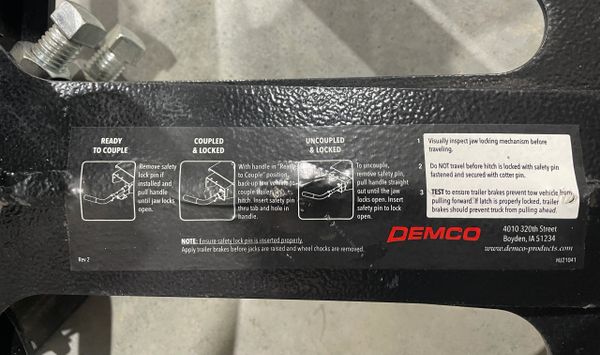 READY
TO COUPLE
Remove safety
lock pin if
installed and
pull handle
until jaw locks
open.
COUPLED
& LOCKED
With handle in "Ready
to Couple" position,
back-up tow vehicle to
couple trailer to
hitch. Insert safety pin
thru tang and hole in
handle.
UNCOUPLED
& LOCKED
To uncouple,
remove safety pin,
pull handle straight
out until the jaw
locks open. Insert
safety pin to lock
open.
NOTE: Ensure safety lock pin is inserted properly.
Apply trailer brakes before jacks are raised and wheel chocks are removed.
Rev 2
1 Visually inspect jaw locking mechanism before
traveling.
2 Do NOT travel before hitch is locked with safety pin
fastened and secured with cotter pin.
3 TEST to ensure trailer brakes prevent tow vehicle from
pulling forward. If latch is properly locked, trailer
brakes should prevent truck from pulling ahead.
DEMCO
4010 320th Street
Boyden, IA 51234
www.demco-products.com